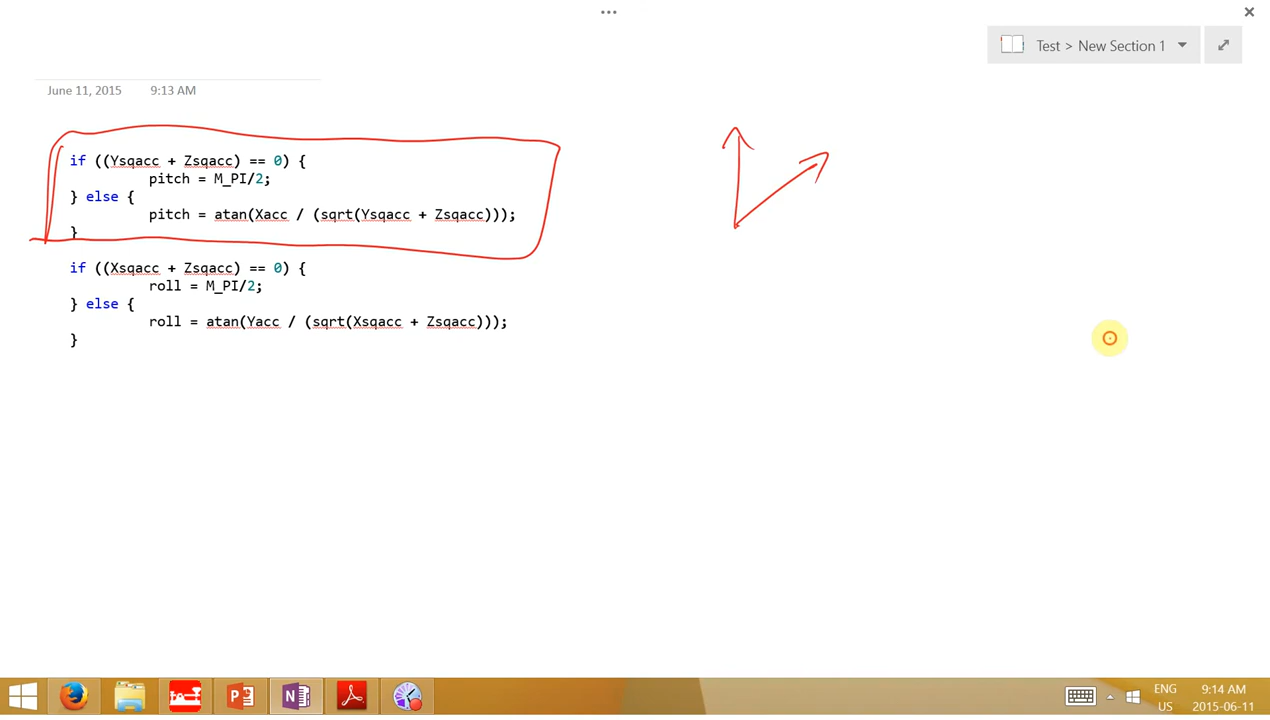 Test > New Section 1
June 11, 2015 9:13 AM
if ((Ysqacc + Zsqacc) == 0) {
pitch = M_PI/2;
} else {
pitch = atan(Xacc / (sqrt(Ysqacc + Zsqacc)));
}
if ((Xsqacc + Zsqacc) == 0) {
roll = M_PI/2;
} else {
roll = atan(Yacc / (sqrt(Xsqacc + Zsqacc)));
}
ENG 9:14 AM
US 2015-06-11